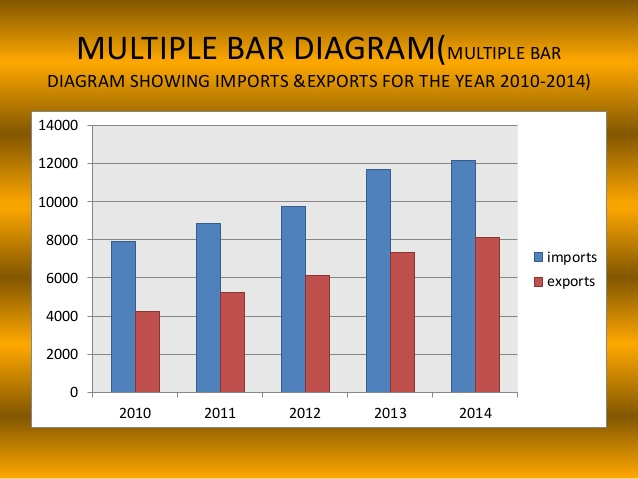 MULTIPLE BAR DIAGRAM(MULTIPLE BAR
DIAGRAM SHOWING IMPORTS &EXPORTS FOR THE YEAR 2010-2014)
14000
12000
10000
8000
6000
4000
2000
0
imports
exports
2010 2011 2012 2013 2014